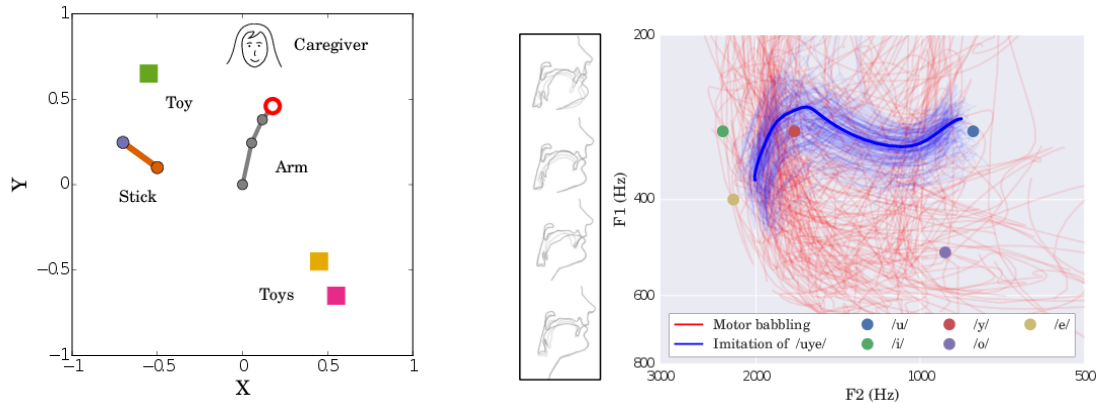 1
0.5
0
−0.5
−1
Y
−1
−0.5
0
0.5
1
X
Caregiver
Toy
Arm
Stick
Toys
200
400
600
800
F1 (Hz)
3000
2000
1000
500
F2 (Hz)
Motor babbling
Imitation of /uye/
/u/
/y/
/e/
/i/
/o/